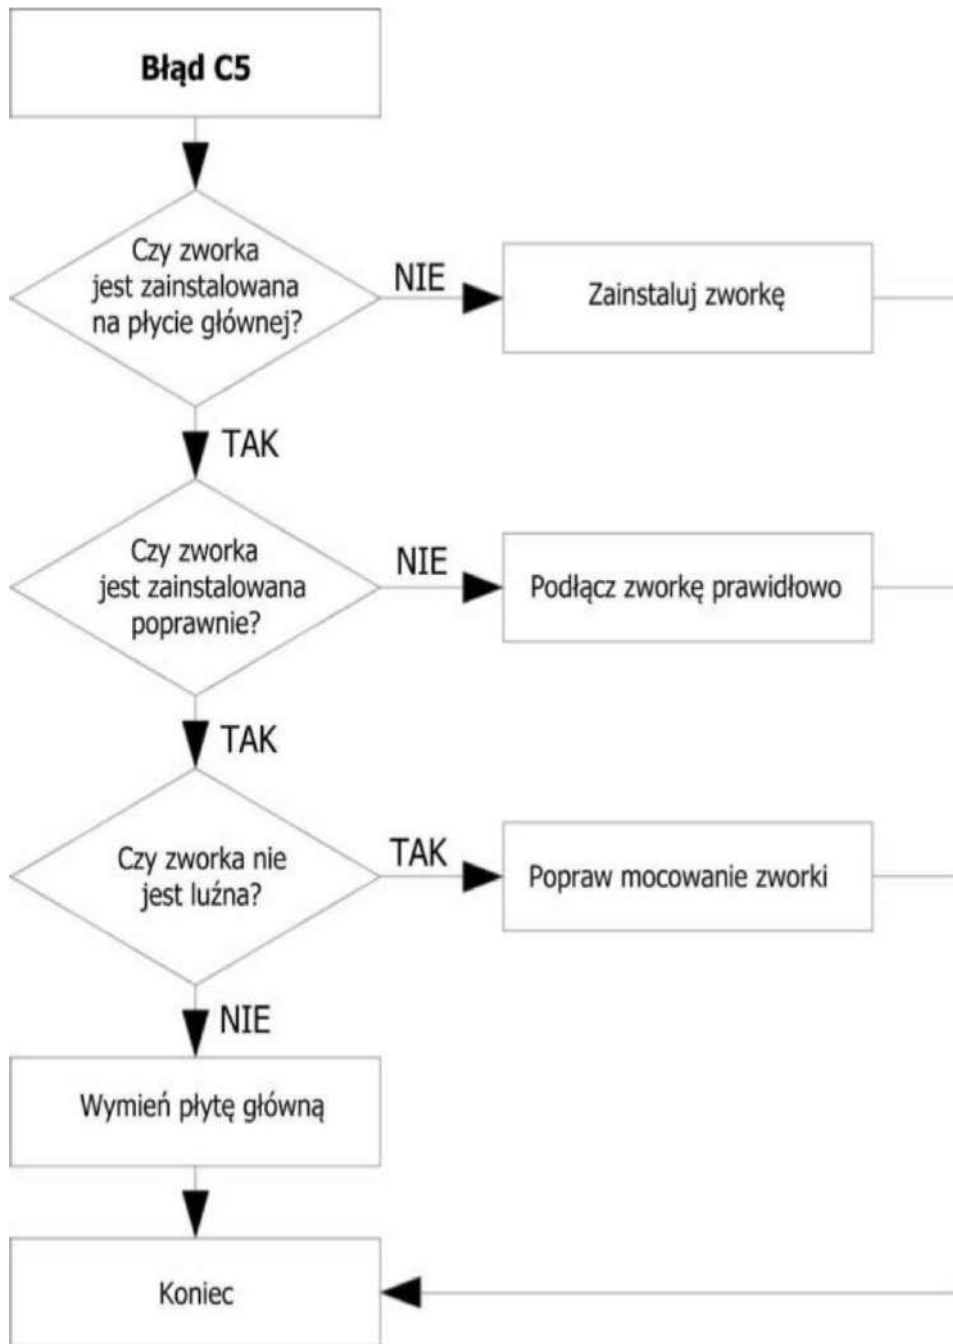 Błąd C5
Czy zworka
jest zainstalowana
na płycie głównej?
NIE
Zainstaluj zworkę
TAK
Czy zworka
jest zainstalowana
poprawnie?
NIE
Podłącz zworkę prawidłowo
TAK
Czy zworka nie
jest luźna?
TAK
Popraw mocowanie zworki
NIE
Wymień płytę główną
Koniec